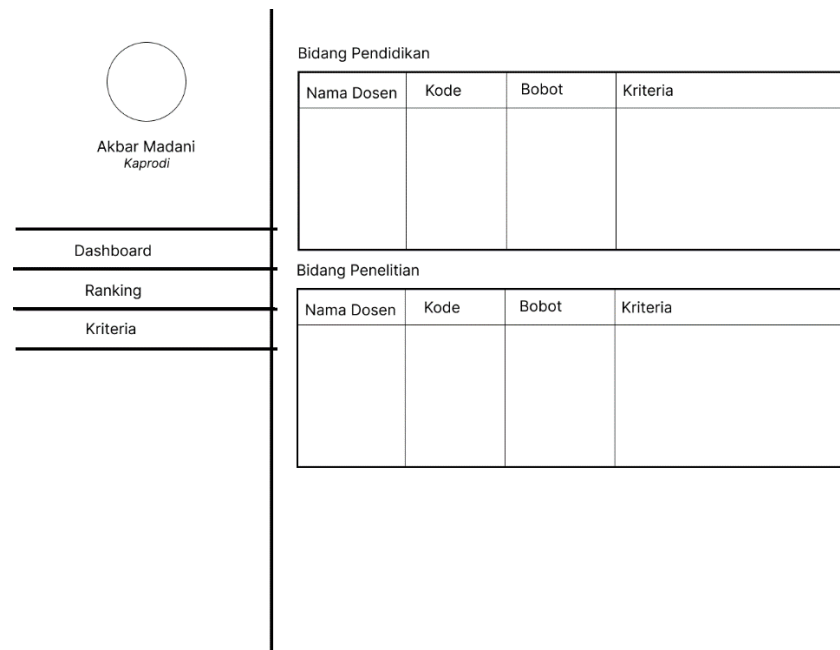 Akbar Madani
Kaprodi
Dashboard
Ranking
Kriteria
Bidang Pendidikan
Nama Dosen Kode Bobot Kriteria
Bidang Penelitian
Nama Dosen Kode Bobot Kriteria